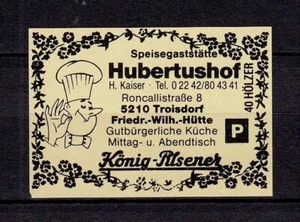 Speisegaststätte
Hubertushof
H. Kaiser · Tel. 0 22 42/80 43 41
Roncallistraße 8
5210 Troisdorf
Friedr.-Wilh.-Hütte
Gutbürgerliche Küche
Mittag- u. Abendtisch
König-Pilsener
P
40 HÖLZER